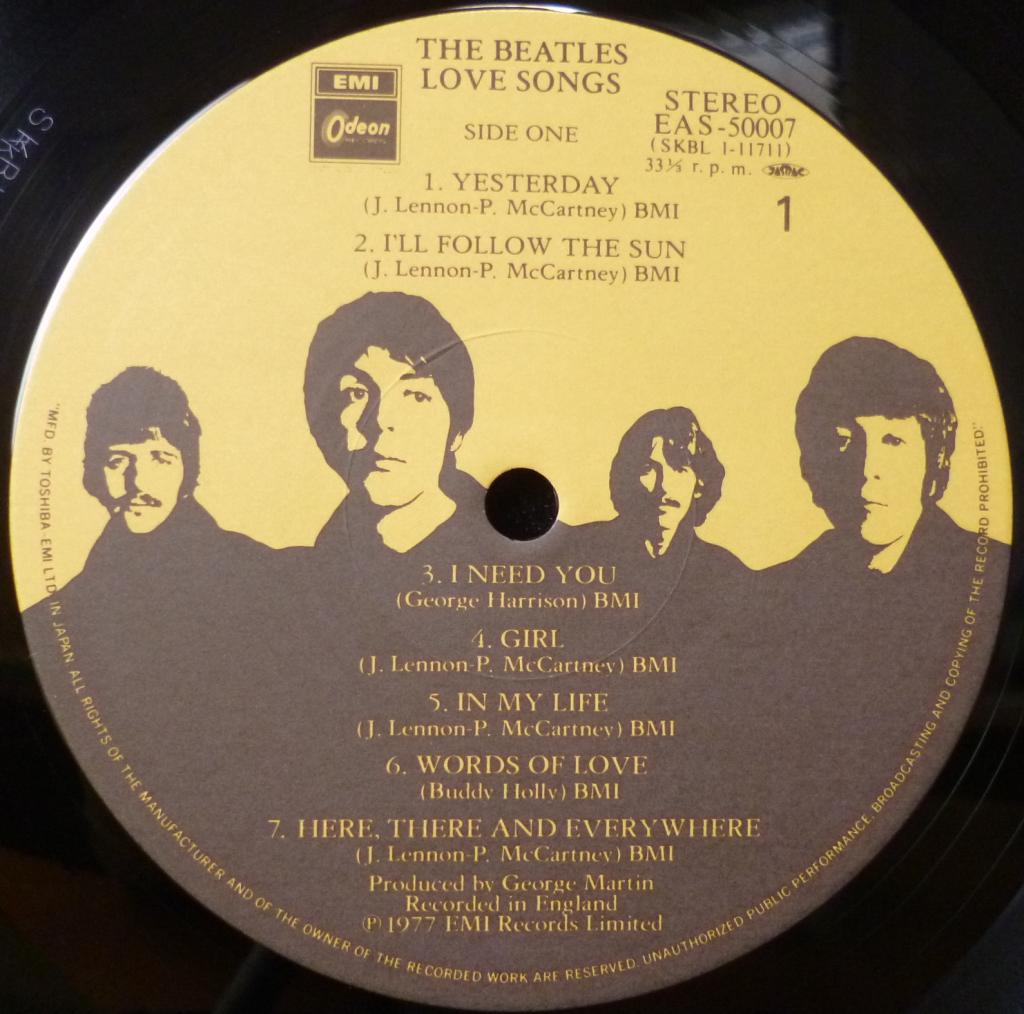 THE BEATLES
LOVE SONGS
EMI
Odeon
SIDE ONE
STEREO
EAS-50007
(SKBL 1-11711)
33⅓ r. p. m.
JASRAC
1
1. YESTERDAY
(J. Lennon-P. McCartney) BMI
2. I'LL FOLLOW THE SUN
(J. Lennon-P. McCartney) BMI
3. I NEED YOU
(George Harrison) BMI
4. GIRL
(J. Lennon-P. McCartney) BMI
5. IN MY LIFE
(J. Lennon-P. McCartney) BMI
6. WORDS OF LOVE
(Buddy Holly) BMI
7. HERE, THERE AND EVERYWHERE
(J. Lennon-P. McCartney) BMI
Produced by George Martin
Recorded in England
℗ 1977 EMI Records Limited
"MFD. BY TOSHIBA-EMI LTD. IN JAPAN. ALL RIGHTS OF THE MANUFACTURER AND OF THE OWNER OF THE RECORDED WORK ARE RESERVED. UNAUTHORIZED PUBLIC PERFORMANCE, BROADCASTING AND COPYING OF THE RECORD PROHIBITED."